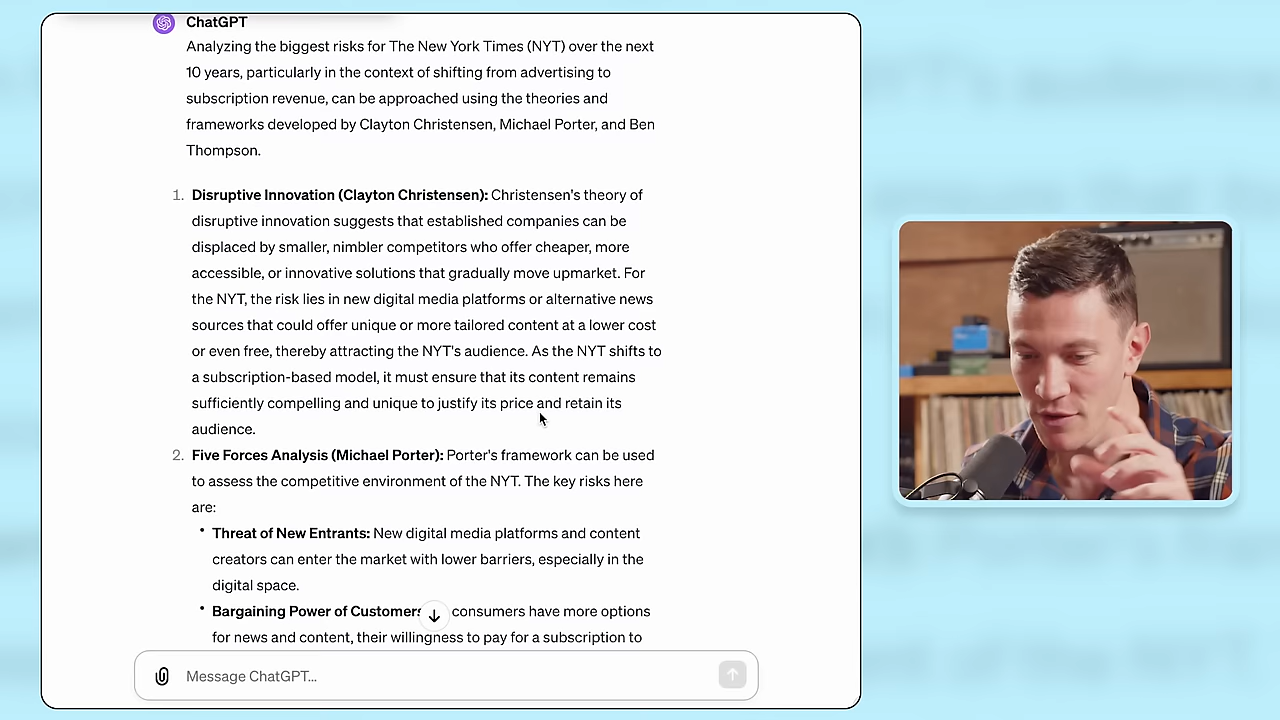 ChatGPT
Analyzing the biggest risks for The New York Times (NYT) over the next
10 years, particularly in the context of shifting from advertising to
subscription revenue, can be approached using the theories and
frameworks developed by Clayton Christensen, Michael Porter, and Ben
Thompson.
1. Disruptive Innovation (Clayton Christensen): Christensen's theory of
disruptive innovation suggests that established companies can be
displaced by smaller, nimbler competitors who offer cheaper, more
accessible, or innovative solutions that gradually move upmarket. For
the NYT, the risk lies in new digital media platforms or alternative news
sources that could offer unique or more tailored content at a lower cost
or even free, thereby attracting the NYT's audience. As the NYT shifts to
a subscription-based model, it must ensure that its content remains
sufficiently compelling and unique to justify its price and retain its
audience.
2. Five Forces Analysis (Michael Porter): Porter's framework can be used
to assess the competitive environment of the NYT. The key risks here
are:
• Threat of New Entrants: New digital media platforms and content
creators can enter the market with lower barriers, especially in the
digital space.
• Bargaining Power of Customers consumers have more options
for news and content, their willingness to pay for a subscription to
Message ChatGPT...